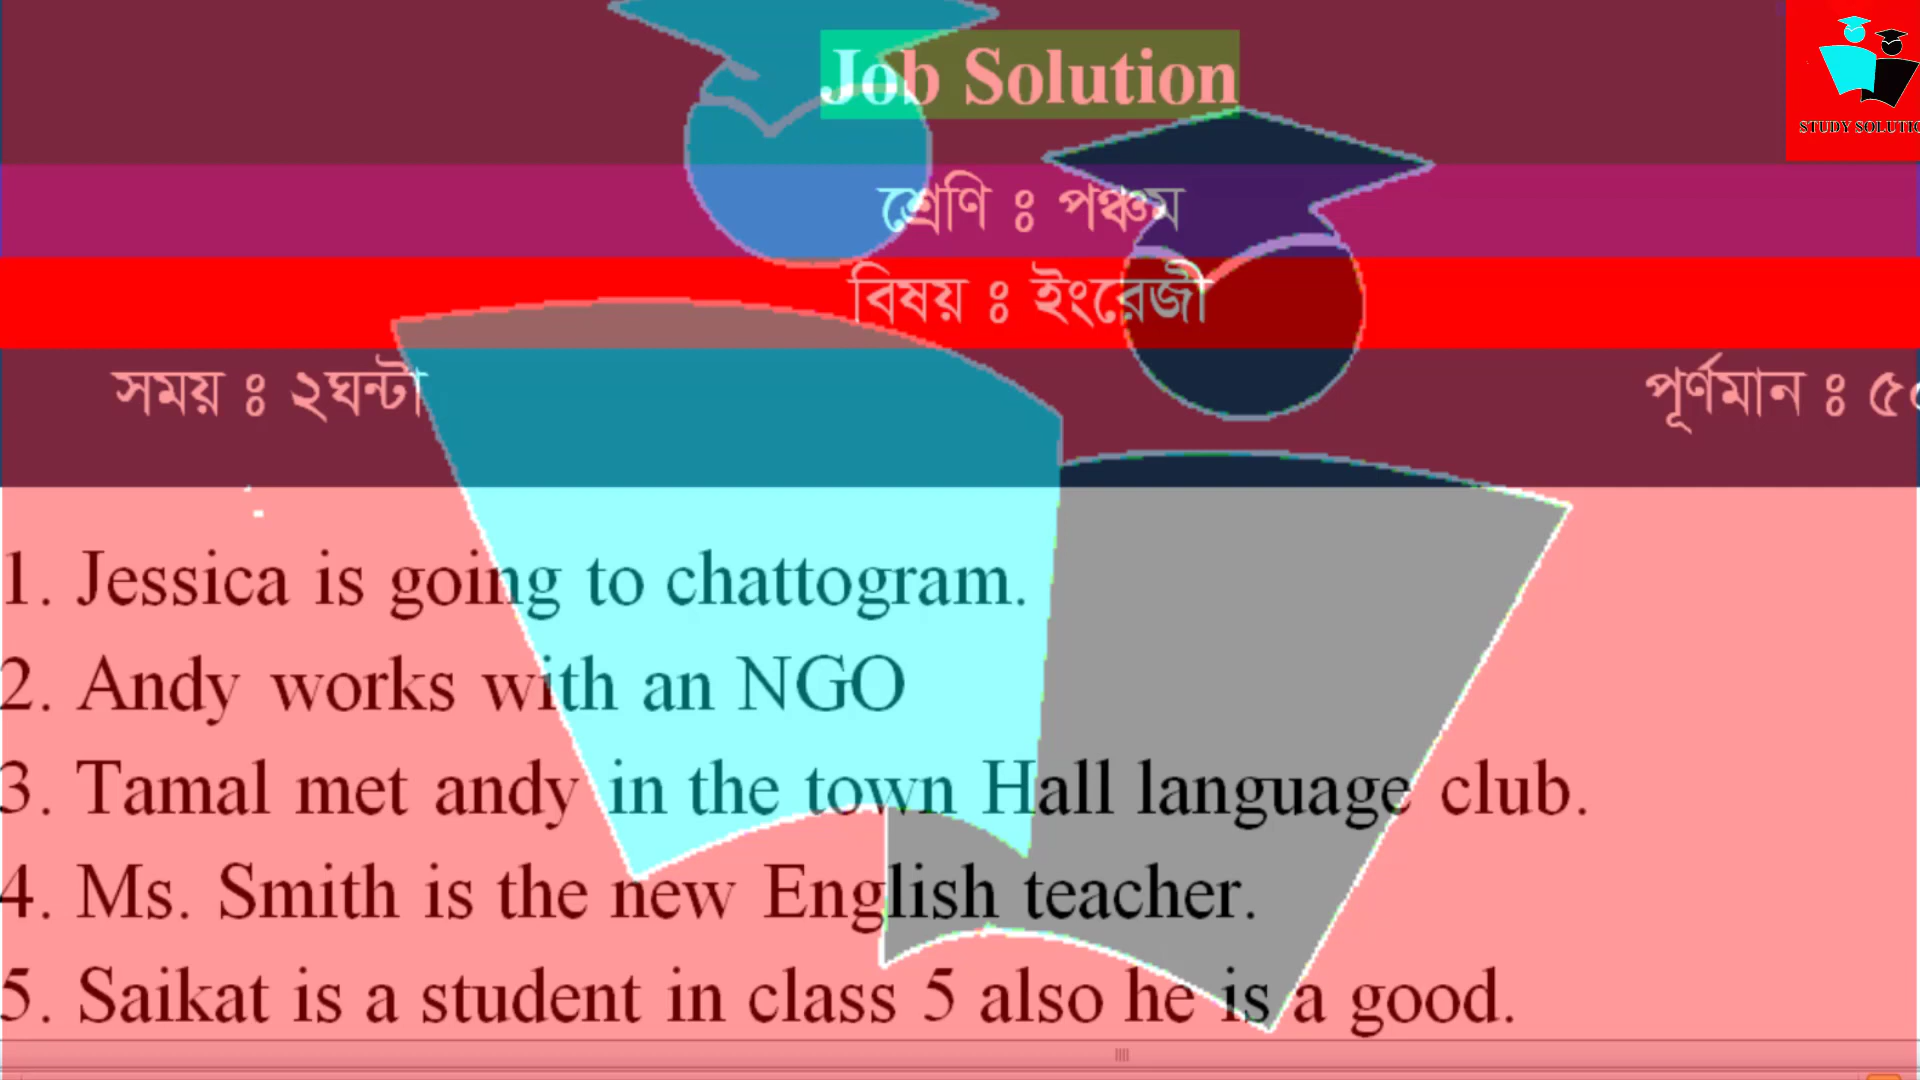 Job Solution
STUDY SOLUTIO
শ্রেণি ঃ পঞ্চম
বিষয় ঃ ইংরেজী
সময় ঃ ২ঘন্টা পূর্ণমান ঃ ৫০
1. Jessica is going to chattogram.
2. Andy works with an NGO
3. Tamal met andy in the town Hall language club.
4. Ms. Smith is the new English teacher.
5. Saikat is a student in class 5 also he is a good.